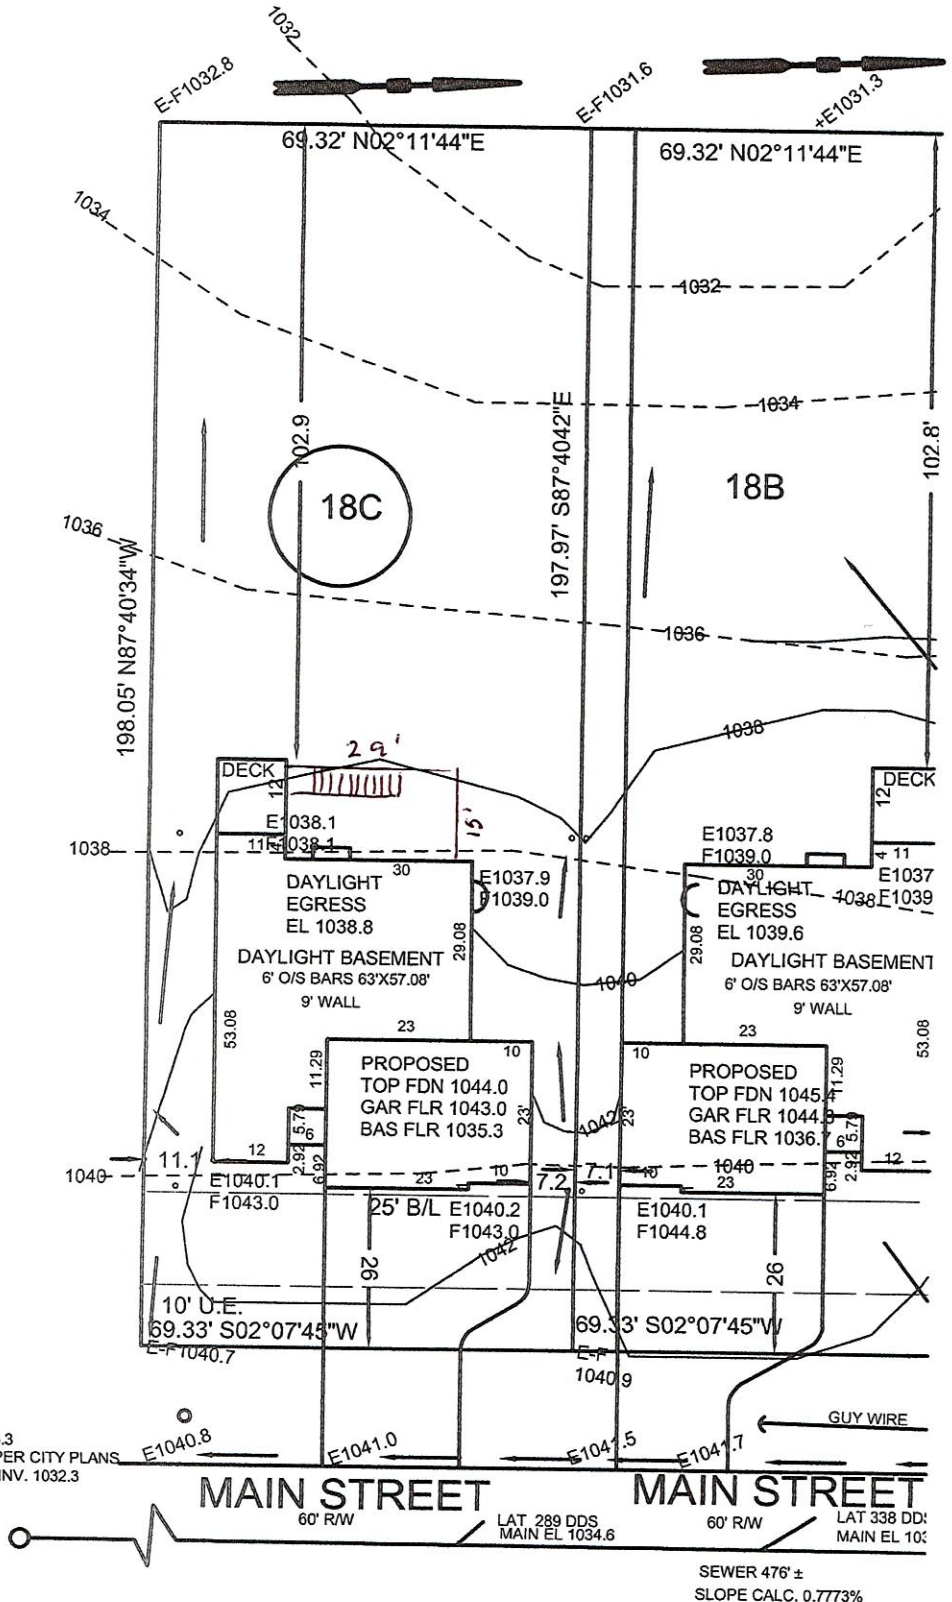 1032
E-F1032.8
E-F1031.6
+E1031.3
69.32' N02°11'44"E
69.32' N02°11'44"E
1034
1032
1034
102.9
197.97' S87°4042"E
102.8'
18C
18B
1036
198.05' N87°40'34"W
1036
29'
1038
DECK
12
15'
DECK
12
E1038.1
F1038.1
11
4
E1037.8
F1039.0
1038
30
30
4 11
E1037
F1039
E1037.9
F1039.0
DAYLIGHT
EGRESS
EL 1038.8
DAYLIGHT
EGRESS
EL 1039.6
1038
29.08
29.08
DAYLIGHT BASEMENT
6' O/S BARS 63'X57.08'
9' WALL
DAYLIGHT BASEMENT
6' O/S BARS 63'X57.08'
9' WALL
1040
53.08
53.08
23
10
10
23
11.29
11.29
PROPOSED
TOP FDN 1044.0
GAR FLR 1043.0
BAS FLR 1035.3
PROPOSED
TOP FDN 1045.4
GAR FLR 1044.
BAS FLR 1036.7
23'
23'
1042
5.79
6
5.79
6
2.92
6.92
2.92
6.92
11.1
12
12
1040
1040
10
7.2
7.1
10
23
23
E1040.1
F1043.0
25' B/L
E1040.2
F1043.0
E1040.1
F1044.8
1042
26
26
10' U.E.
69.33' S02°07'45"W
69.33' S02°07'45"W
E-F1040.7
E-F
1040.9
GUY WIRE
.3
PER CITY PLANS
INV. 1032.3
E1040.8
E1041.0
E1041.5
E1041.7
MAIN STREET
MAIN STREET
60' R/W
60' R/W
LAT 289 DDS
MAIN EL 1034.6
LAT 338 DDS
MAIN EL 103
SEWER 476' ±
SLOPE CALC. 0.7773%